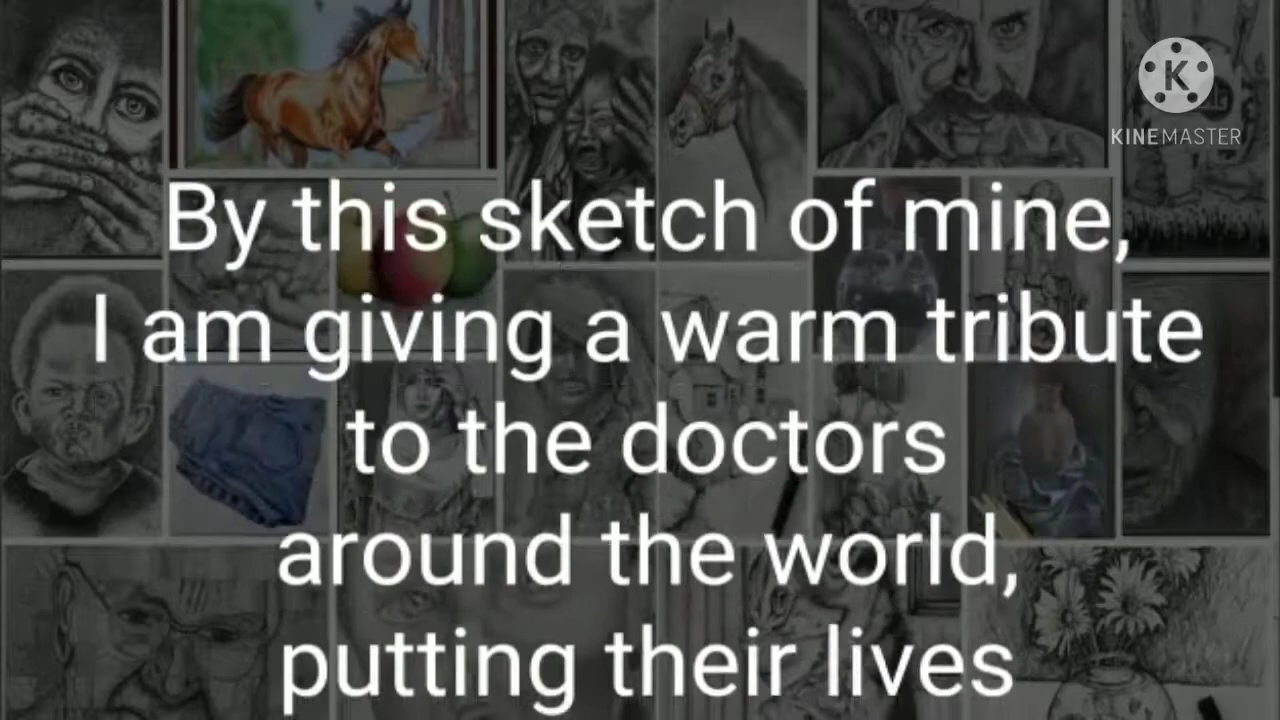 K
KINEMASTER
By this sketch of mine,
I am giving a warm tribute
to the doctors
around the world,
putting their lives